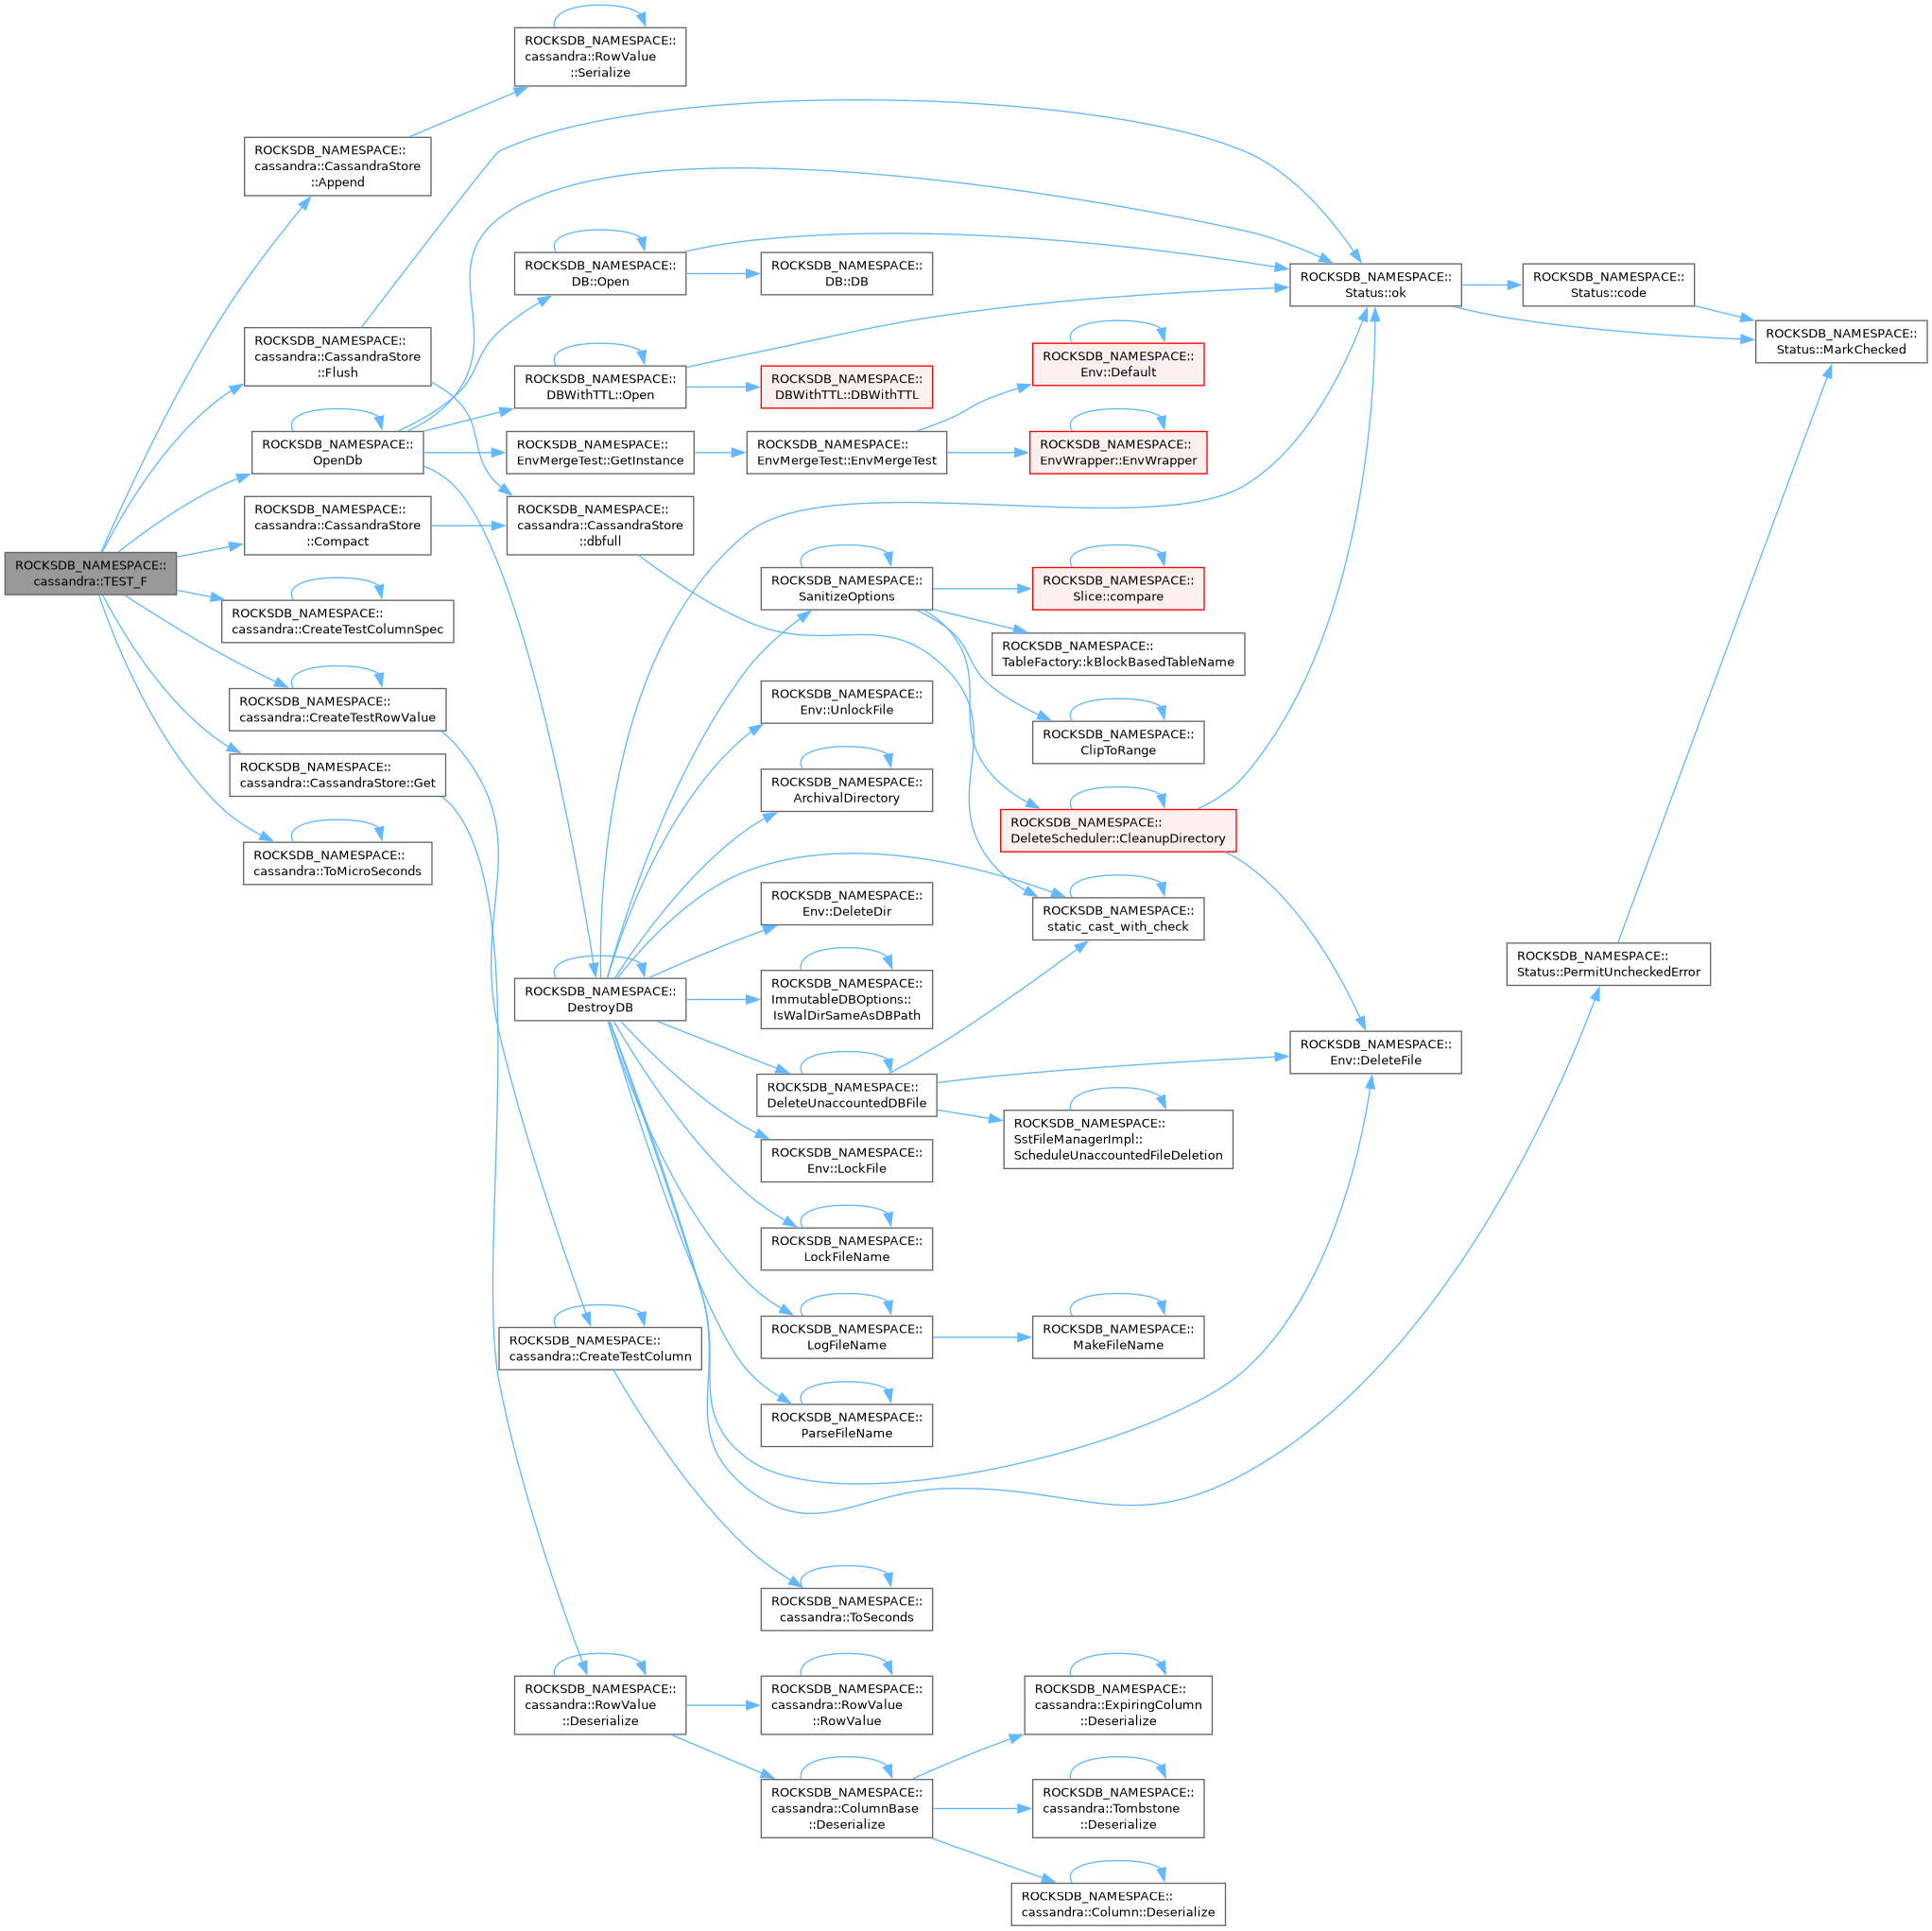 ROCKSDB_NAMESPACE::
cassandra::TEST_F
ROCKSDB_NAMESPACE::
cassandra::CassandraStore
::Append
ROCKSDB_NAMESPACE::
cassandra::RowValue
::Serialize
ROCKSDB_NAMESPACE::
cassandra::CassandraStore
::Flush
ROCKSDB_NAMESPACE::
OpenDb
ROCKSDB_NAMESPACE::
cassandra::CassandraStore
::Compact
ROCKSDB_NAMESPACE::
cassandra::CreateTestColumnSpec
ROCKSDB_NAMESPACE::
cassandra::CreateTestRowValue
ROCKSDB_NAMESPACE::
cassandra::CassandraStore::Get
ROCKSDB_NAMESPACE::
cassandra::ToMicroSeconds
ROCKSDB_NAMESPACE::
DB::Open
ROCKSDB_NAMESPACE::
DBWithTTL::Open
ROCKSDB_NAMESPACE::
EnvMergeTest::GetInstance
ROCKSDB_NAMESPACE::
cassandra::CassandraStore
::dbfull
ROCKSDB_NAMESPACE::
DestroyDB
ROCKSDB_NAMESPACE::
cassandra::CreateTestColumn
ROCKSDB_NAMESPACE::
cassandra::RowValue
::Deserialize
ROCKSDB_NAMESPACE::
DB::DB
ROCKSDB_NAMESPACE::
DBWithTTL::DBWithTTL
ROCKSDB_NAMESPACE::
EnvMergeTest::EnvMergeTest
ROCKSDB_NAMESPACE::
SanitizeOptions
ROCKSDB_NAMESPACE::
Env::UnlockFile
ROCKSDB_NAMESPACE::
ArchivalDirectory
ROCKSDB_NAMESPACE::
Env::DeleteDir
ROCKSDB_NAMESPACE::
ImmutableDBOptions::
IsWalDirSameAsDBPath
ROCKSDB_NAMESPACE::
DeleteUnaccountedDBFile
ROCKSDB_NAMESPACE::
Env::LockFile
ROCKSDB_NAMESPACE::
LockFileName
ROCKSDB_NAMESPACE::
LogFileName
ROCKSDB_NAMESPACE::
ParseFileName
ROCKSDB_NAMESPACE::
cassandra::ToSeconds
ROCKSDB_NAMESPACE::
cassandra::RowValue
::RowValue
ROCKSDB_NAMESPACE::
cassandra::ColumnBase
::Deserialize
ROCKSDB_NAMESPACE::
Env::Default
ROCKSDB_NAMESPACE::
EnvWrapper::EnvWrapper
ROCKSDB_NAMESPACE::
Slice::compare
ROCKSDB_NAMESPACE::
TableFactory::kBlockBasedTableName
ROCKSDB_NAMESPACE::
ClipToRange
ROCKSDB_NAMESPACE::
DeleteScheduler::CleanupDirectory
ROCKSDB_NAMESPACE::
static_cast_with_check
ROCKSDB_NAMESPACE::
SstFileManagerImpl::
ScheduleUnaccountedFileDeletion
ROCKSDB_NAMESPACE::
MakeFileName
ROCKSDB_NAMESPACE::
cassandra::ExpiringColumn
::Deserialize
ROCKSDB_NAMESPACE::
cassandra::Tombstone
::Deserialize
ROCKSDB_NAMESPACE::
cassandra::Column::Deserialize
ROCKSDB_NAMESPACE::
Status::ok
ROCKSDB_NAMESPACE::
Env::DeleteFile
ROCKSDB_NAMESPACE::
Status::code
ROCKSDB_NAMESPACE::
Status::PermitUncheckedError
ROCKSDB_NAMESPACE::
Status::MarkChecked